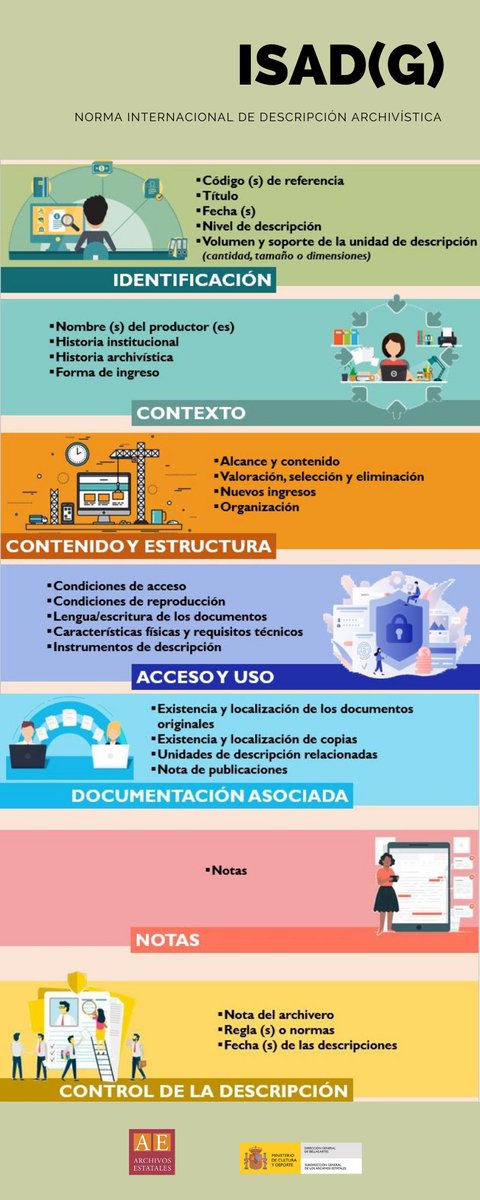 ISAD(G)
NORMA INTERNACIONAL DE DESCRIPCIÓN ARCHIVÍSTICA
▪Código (s) de referencia
▪Título
▪Fecha (s)
▪Nivel de descripción
▪Volumen y soporte de la unidad de descripción
(cantidad, tamaño o dimensiones)
IDENTIFICACIÓN
▪Nombre (s) del productor (es)
▪Historia institucional
▪Historia archivística
▪Forma de ingreso
CONTEXTO
▪Alcance y contenido
▪Valoración, selección y eliminación
▪Nuevos ingresos
▪Organización
CONTENIDO Y ESTRUCTURA
▪Condiciones de acceso
▪Condiciones de reproducción
▪Lengua/escritura de los documentos
▪Características físicas y requisitos técnicos
▪Instrumentos de descripción
ACCESO Y USO
▪Existencia y localización de los documentos
originales
▪Existencia y localización de copias
▪Unidades de descripción relacionadas
▪Nota de publicaciones
DOCUMENTACIÓN ASOCIADA
▪Notas
NOTAS
▪Nota del archivero
▪Regla (s) o normas
▪Fecha (s) de las descripciones
CONTROL DE LA DESCRIPCIÓN
AE
ARCHIVOS
ESTATALES
MINISTERIO
DE CULTURA
Y DEPORTE
DIRECCIÓN GENERAL
DE BELLAS ARTES
SUBDIRECCIÓN GENERAL
DE LOS ARCHIVOS ESTATALES